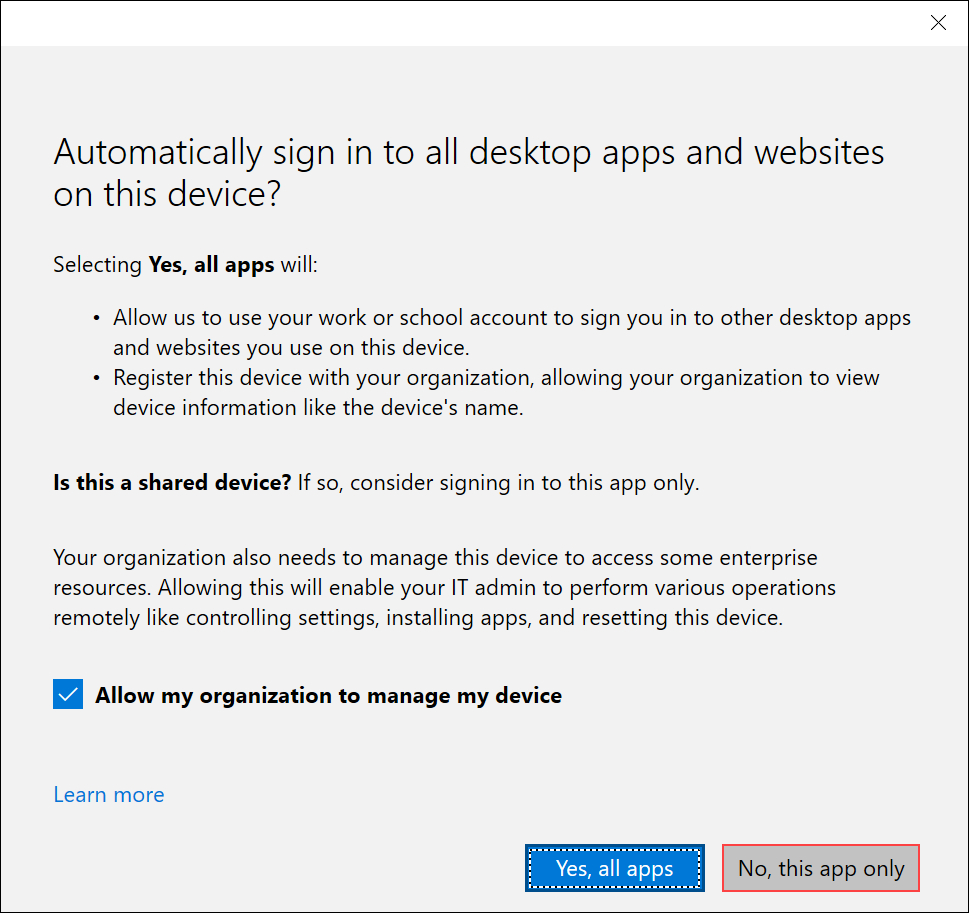 Automatically sign in to all desktop apps and websites
on this device?
Selecting Yes, all apps will:
• Allow us to use your work or school account to sign you in to other desktop apps
and websites you use on this device.
• Register this device with your organization, allowing your organization to view
device information like the device's name.
Is this a shared device? If so, consider signing in to this app only.
Your organization also needs to manage this device to access some enterprise
resources. Allowing this will enable your IT admin to perform various operations
remotely like controlling settings, installing apps, and resetting this device.
Allow my organization to manage my device
Learn more
Yes, all apps
No, this app only